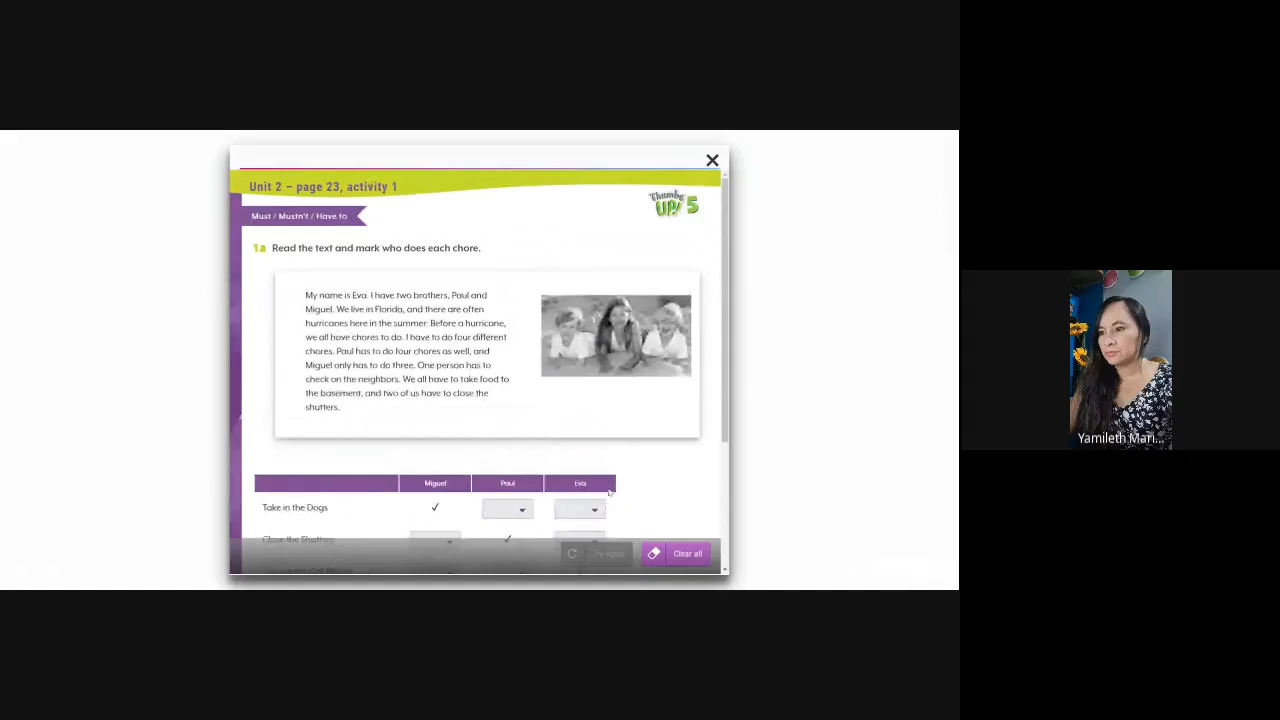 Unit 2 – page 23, activity 1
Thumbs UP! 5
Must / Mustn't / Have to
1a Read the text and mark who does each chore.
My name is Eva. I have two brothers, Paul and
Miguel. We live in Florida, and there are often
hurricanes here in the summer. Before a hurricane,
we all have chores to do. I have to do four different
chores. Paul has to do four chores as well, and
Miguel only has to do three. One person has to
check on the neighbors. We all have to take food to
the basement, and two of us have to close the
shutters.
Miguel Paul Eva
Take in the Dogs ✓
Close the Shutters ✓
Try again Clear all
Yamileth Mari...